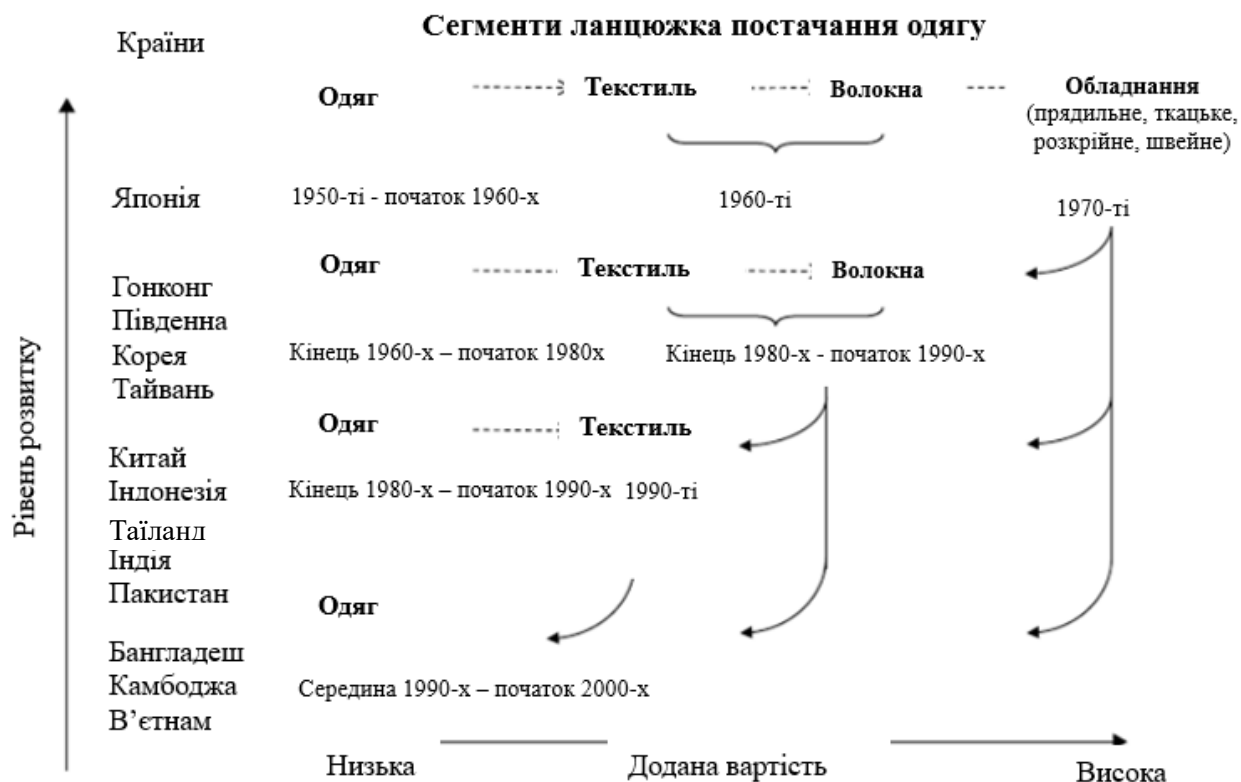 Сегменти ланцюжка постачання одягу
Країни
Одяг
Текстиль
Волокна
Обладнання
(прядильне, ткацьке,
розкрійне, швейне)
Японія
1950-ті - початок 1960-х
1960-ті
1970-ті
Одяг
Текстиль
Волокна
Гонконг
Південна
Корея
Тайвань
Кінець 1960-х – початок 1980х
Кінець 1980-х - початок 1990-х
Одяг
Текстиль
Китай
Індонезія
Таїланд
Індія
Пакистан
Кінець 1980-х – початок 1990-х
1990-ті
Одяг
Бангладеш
Камбоджа
В’єтнам
Середина 1990-х – початок 2000-х
Рівень розвитку
Низька
Додана вартість
Висока